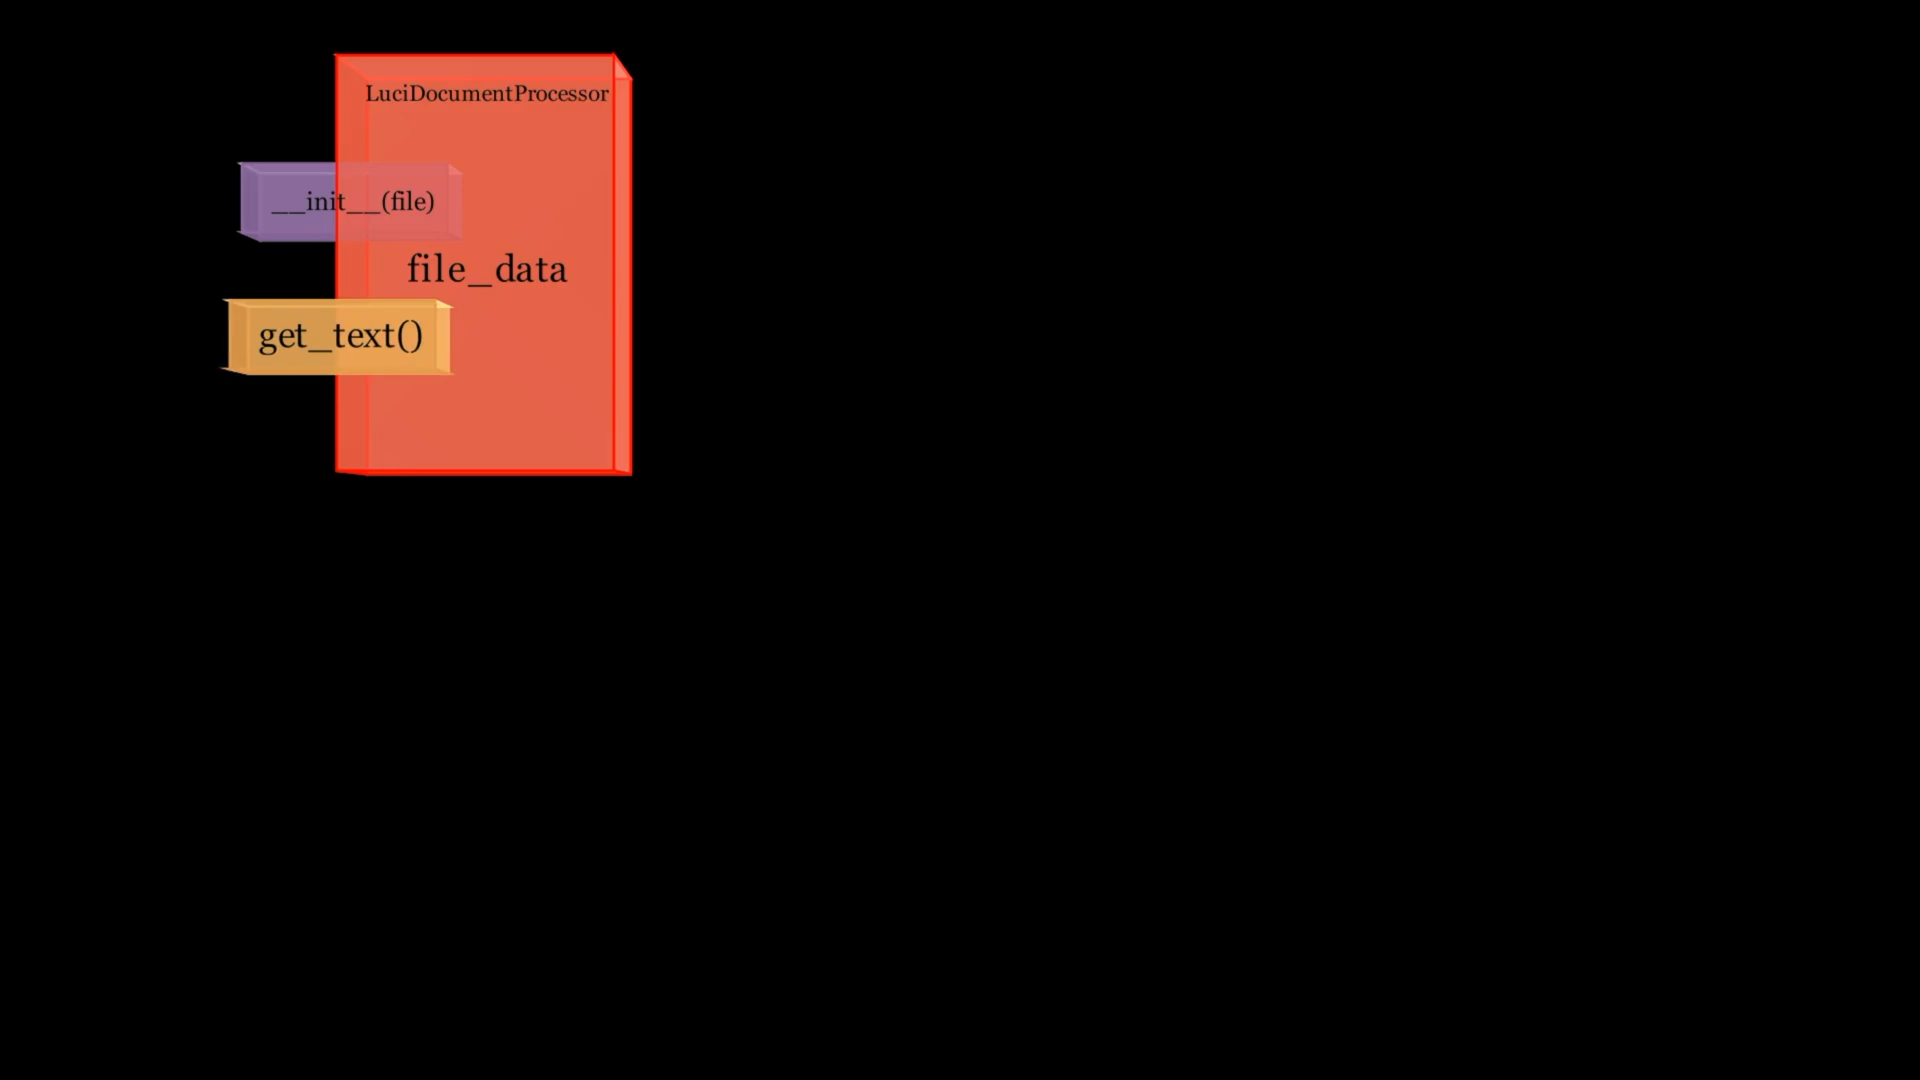 LuciDocumentProcessor
__init__(file)
file_data
get_text()